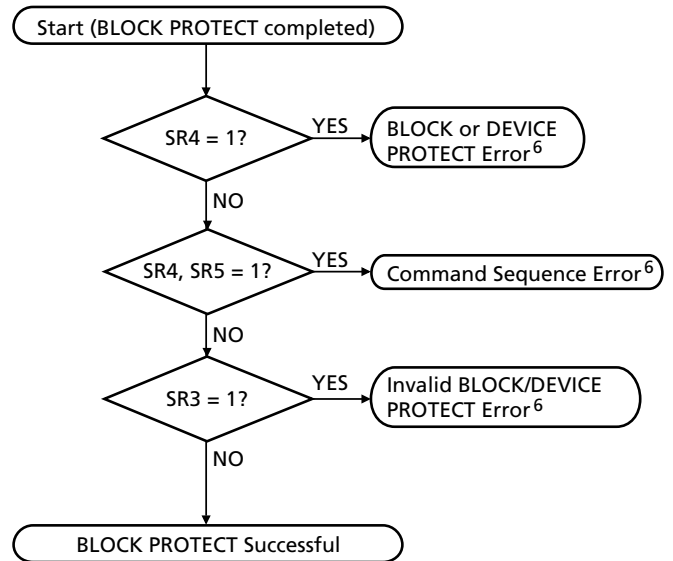 Start (BLOCK PROTECT completed)
SR4 = 1?
YES
BLOCK or DEVICE
PROTECT Error6
NO
SR4, SR5 = 1?
YES
Command Sequence Error6
NO
SR3 = 1?
YES
Invalid BLOCK/DEVICE
PROTECT Error6
NO
BLOCK PROTECT Successful